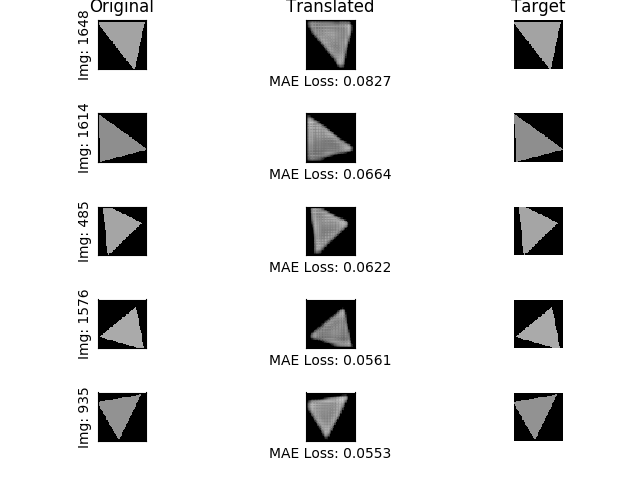 Original Translated Target
Img: 1648
MAE Loss: 0.0827
Img: 1614
MAE Loss: 0.0664
Img: 485
MAE Loss: 0.0622
Img: 1576
MAE Loss: 0.0561
Img: 935
MAE Loss: 0.0553